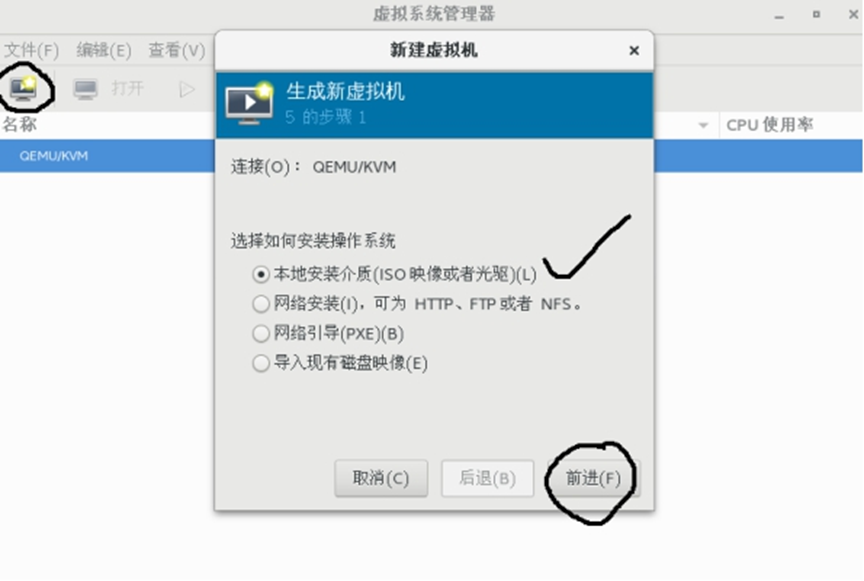 虚拟系统管理器
文件(F) 编辑(E) 查看(V)
新建虚拟机
打开
生成新虚拟机
5 的步骤 1
名称
CPU 使用率
QEMU/KVM
连接(O)： QEMU/KVM
选择如何安装操作系统
本地安装介质(ISO 映像或者光驱)(L)
网络安装(I)，可为 HTTP、FTP 或者 NFS。
网络引导(PXE)(B)
导入现有磁盘映像(E)
取消(C) 后退(B) 前进(F)